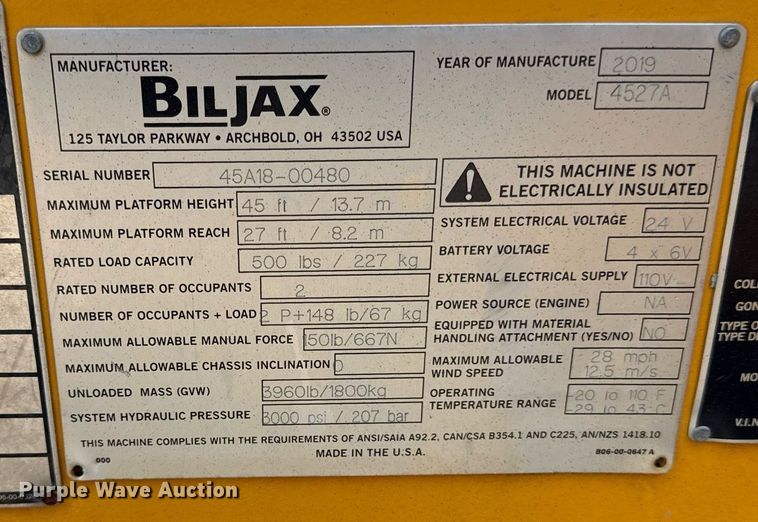 MANUFACTURER:
BILJAX®
125 TAYLOR PARKWAY • ARCHBOLD, OH 43502 USA
YEAR OF MANUFACTURE 2019
MODEL 4527A
SERIAL NUMBER 45A18-00480
MAXIMUM PLATFORM HEIGHT 45 ft / 13.7 m
MAXIMUM PLATFORM REACH 27 ft / 8.2 m
RATED LOAD CAPACITY 500 lbs / 227 kg
RATED NUMBER OF OCCUPANTS 2
NUMBER OF OCCUPANTS + LOAD 2 P+148 lb/67 kg
MAXIMUM ALLOWABLE MANUAL FORCE 150lb/667N
MAXIMUM ALLOWABLE CHASSIS INCLINATION 0
UNLOADED MASS (GVW) 3960lb/1800kg
SYSTEM HYDRAULIC PRESSURE 3000 psi / 207 bar
THIS MACHINE IS NOT
ELECTRICALLY INSULATED
SYSTEM ELECTRICAL VOLTAGE 24 V
BATTERY VOLTAGE 4 x 6V
EXTERNAL ELECTRICAL SUPPLY 110V
POWER SOURCE (ENGINE) NA
EQUIPPED WITH MATERIAL
HANDLING ATTACHMENT (YES/NO) NO
MAXIMUM ALLOWABLE 28 mph
WIND SPEED 12.5 m/s
OPERATING -20 to 110 F
TEMPERATURE RANGE -29 to 43 C
THIS MACHINE COMPLIES WITH THE REQUIREMENTS OF ANSI/SAIA A92.2, CAN/CSA B354.1 AND C225, AN/NZS 1418.10
000
MADE IN THE U.S.A.
B06-00-0647 A
COL
GO
TYPE O
TYPE D
MO
V.I.N
Purple Wave Auction